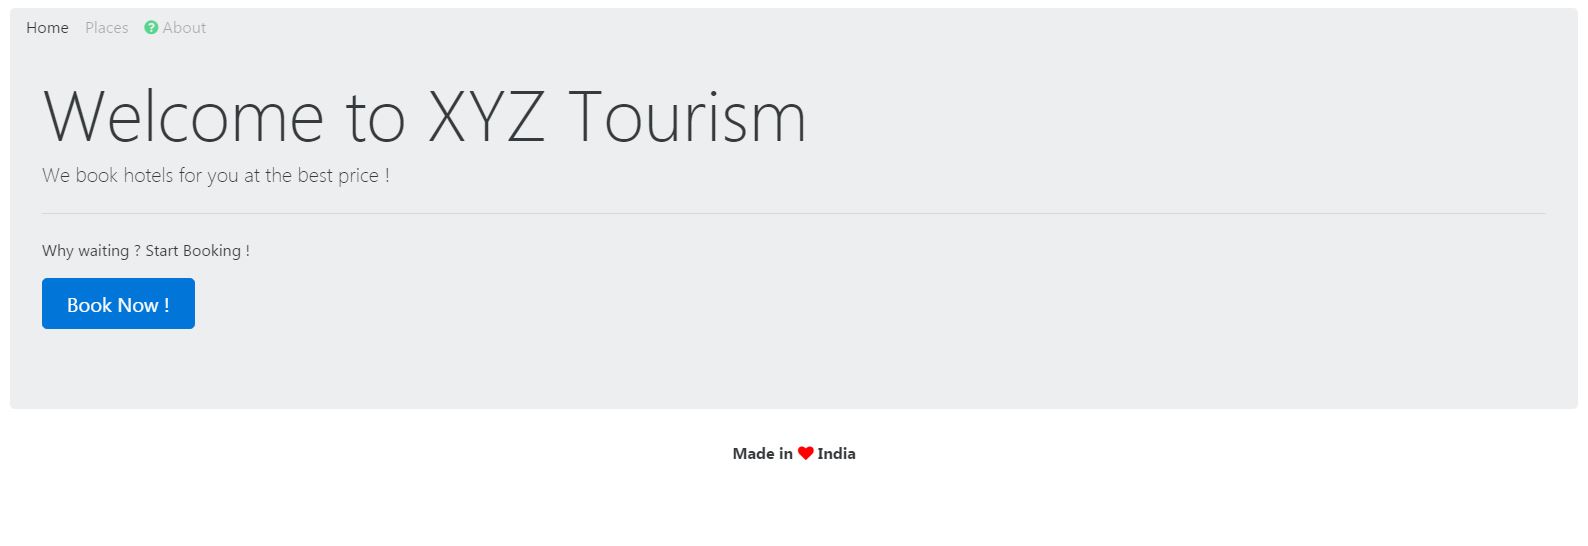 Home Places About
Welcome to XYZ Tourism
We book hotels for you at the best price !
Why waiting ? Start Booking !
Book Now !
Made in ❤ India